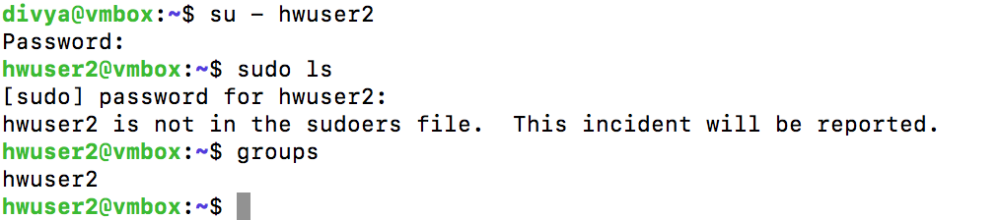 divya@vmbox:~$ su - hwuser2
Password:
hwuser2@vmbox:~$ sudo ls
[sudo] password for hwuser2:
hwuser2 is not in the sudoers file.  This incident will be reported.
hwuser2@vmbox:~$ groups
hwuser2
hwuser2@vmbox:~$